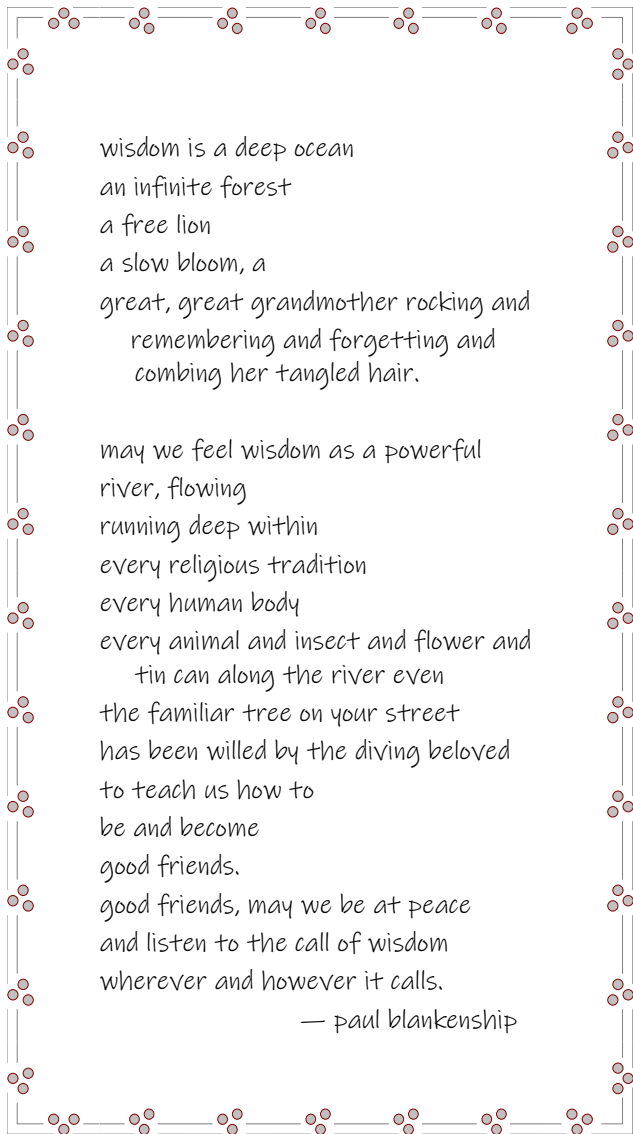 wisdom is a deep ocean
an infinite forest
a free lion
a slow bloom, a
great, great grandmother rocking and
remembering and forgetting and
combing her tangled hair.
may we feel wisdom as a powerful
river, flowing
running deep within
every religious tradition
every human body
every animal and insect and flower and
tin can along the river even
the familiar tree on your street
has been willed by the diving beloved
to teach us how to
be and become
good friends.
good friends, may we be at peace
and listen to the call of wisdom
wherever and however it calls.
— paul blankenship